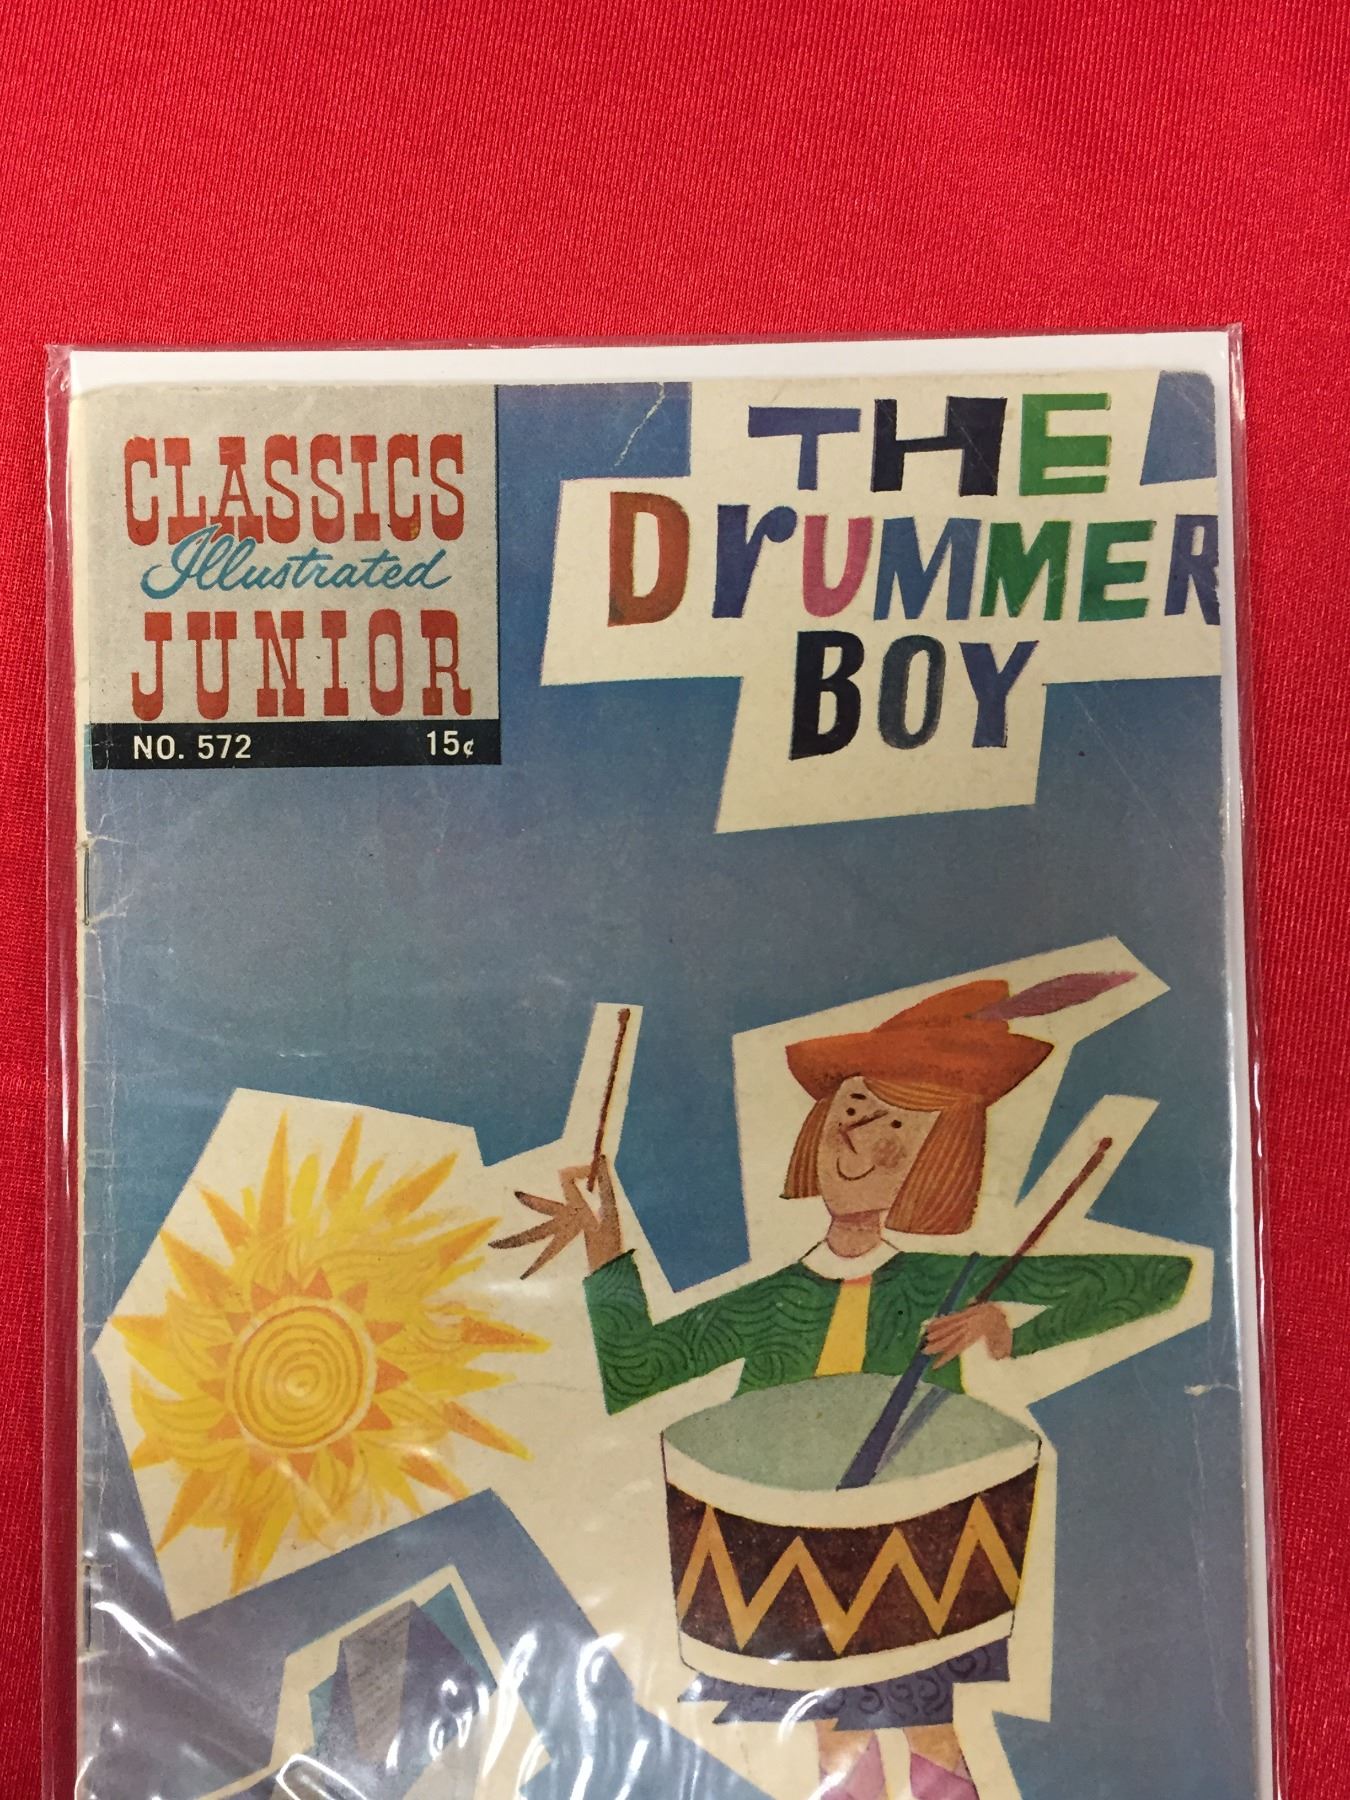 CLASSICS
Illustrated
JUNIOR
NO. 572 15¢
THE
DrUMMER
BOY